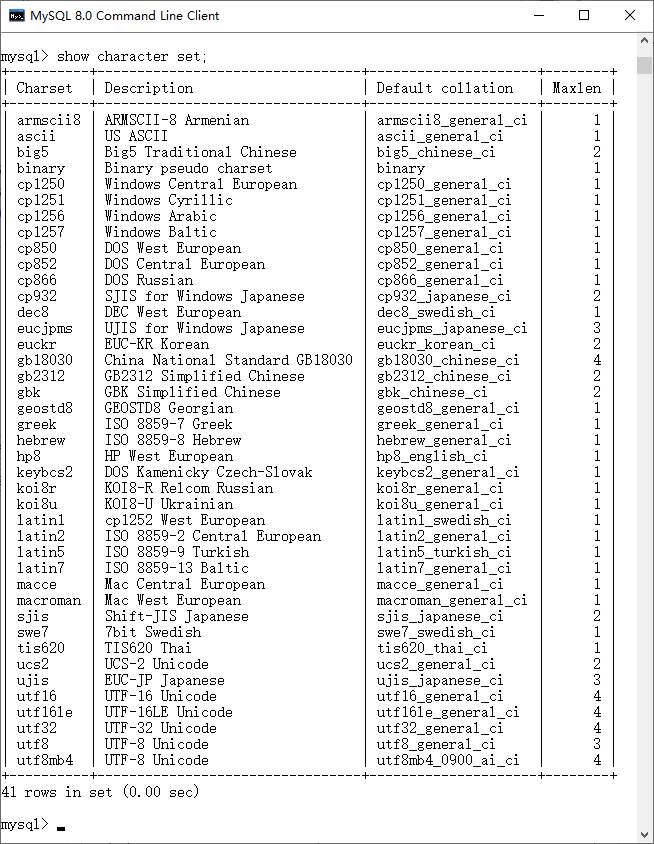 MySQL 8.0 Command Line Client
mysql> show character set;
+----------+---------------------------------+---------------------+--------+
| Charset  | Description                     | Default collation   | Maxlen |
+----------+---------------------------------+---------------------+--------+
| armscii8 | ARMSCII-8 Armenian              | armscii8_general_ci |      1 |
| ascii    | US ASCII                        | ascii_general_ci    |      1 |
| big5     | Big5 Traditional Chinese        | big5_chinese_ci     |      2 |
| binary   | Binary pseudo charset           | binary              |      1 |
| cp1250   | Windows Central European        | cp1250_general_ci   |      1 |
| cp1251   | Windows Cyrillic                | cp1251_general_ci   |      1 |
| cp1256   | Windows Arabic                  | cp1256_general_ci   |      1 |
| cp1257   | Windows Baltic                  | cp1257_general_ci   |      1 |
| cp850    | DOS West European               | cp850_general_ci    |      1 |
| cp852    | DOS Central European            | cp852_general_ci    |      1 |
| cp866    | DOS Russian                     | cp866_general_ci    |      1 |
| cp932    | SJIS for Windows Japanese       | cp932_japanese_ci   |      2 |
| dec8     | DEC West European               | dec8_swedish_ci     |      1 |
| eucjpms  | UJIS for Windows Japanese       | eucjpms_japanese_ci |      3 |
| euckr    | EUC-KR Korean                   | euckr_korean_ci     |      2 |
| gb18030  | China National Standard GB18030 | gb18030_chinese_ci  |      4 |
| gb2312   | GB2312 Simplified Chinese       | gb2312_chinese_ci   |      2 |
| gbk      | GBK Simplified Chinese          | gbk_chinese_ci      |      2 |
| geostd8  | GEOSTD8 Georgian                | geostd8_general_ci  |      1 |
| greek    | ISO 8859-7 Greek                | greek_general_ci    |      1 |
| hebrew   | ISO 8859-8 Hebrew               | hebrew_general_ci   |      1 |
| hp8      | HP West European                | hp8_english_ci      |      1 |
| keybcs2  | DOS Kamenicky Czech-Slovak      | keybcs2_general_ci  |      1 |
| koi8r    | KOI8-R Relcom Russian           | koi8r_general_ci    |      1 |
| koi8u    | KOI8-U Ukrainian                | koi8u_general_ci    |      1 |
| latin1   | cp1252 West European            | latin1_swedish_ci   |      1 |
| latin2   | ISO 8859-2 Central European     | latin2_general_ci   |      1 |
| latin5   | ISO 8859-9 Turkish              | latin5_turkish_ci   |      1 |
| latin7   | ISO 8859-13 Baltic              | latin7_general_ci   |      1 |
| macce    | Mac Central European            | macce_general_ci    |      1 |
| macroman | Mac West European               | macroman_general_ci |      1 |
| sjis     | Shift-JIS Japanese              | sjis_japanese_ci    |      2 |
| swe7     | 7bit Swedish                    | swe7_swedish_ci     |      1 |
| tis620   | TIS620 Thai                     | tis620_thai_ci      |      1 |
| ucs2     | UCS-2 Unicode                   | ucs2_general_ci     |      2 |
| ujis     | EUC-JP Japanese                 | ujis_japanese_ci    |      3 |
| utf16    | UTF-16 Unicode                  | utf16_general_ci    |      4 |
| utf16le  | UTF-16LE Unicode                | utf16le_general_ci  |      4 |
| utf32    | UTF-32 Unicode                  | utf32_general_ci    |      4 |
| utf8     | UTF-8 Unicode                   | utf8_general_ci     |      3 |
| utf8mb4  | UTF-8 Unicode                   | utf8mb4_0900_ai_ci  |      4 |
+----------+---------------------------------+---------------------+--------+
41 rows in set (0.00 sec)
mysql>